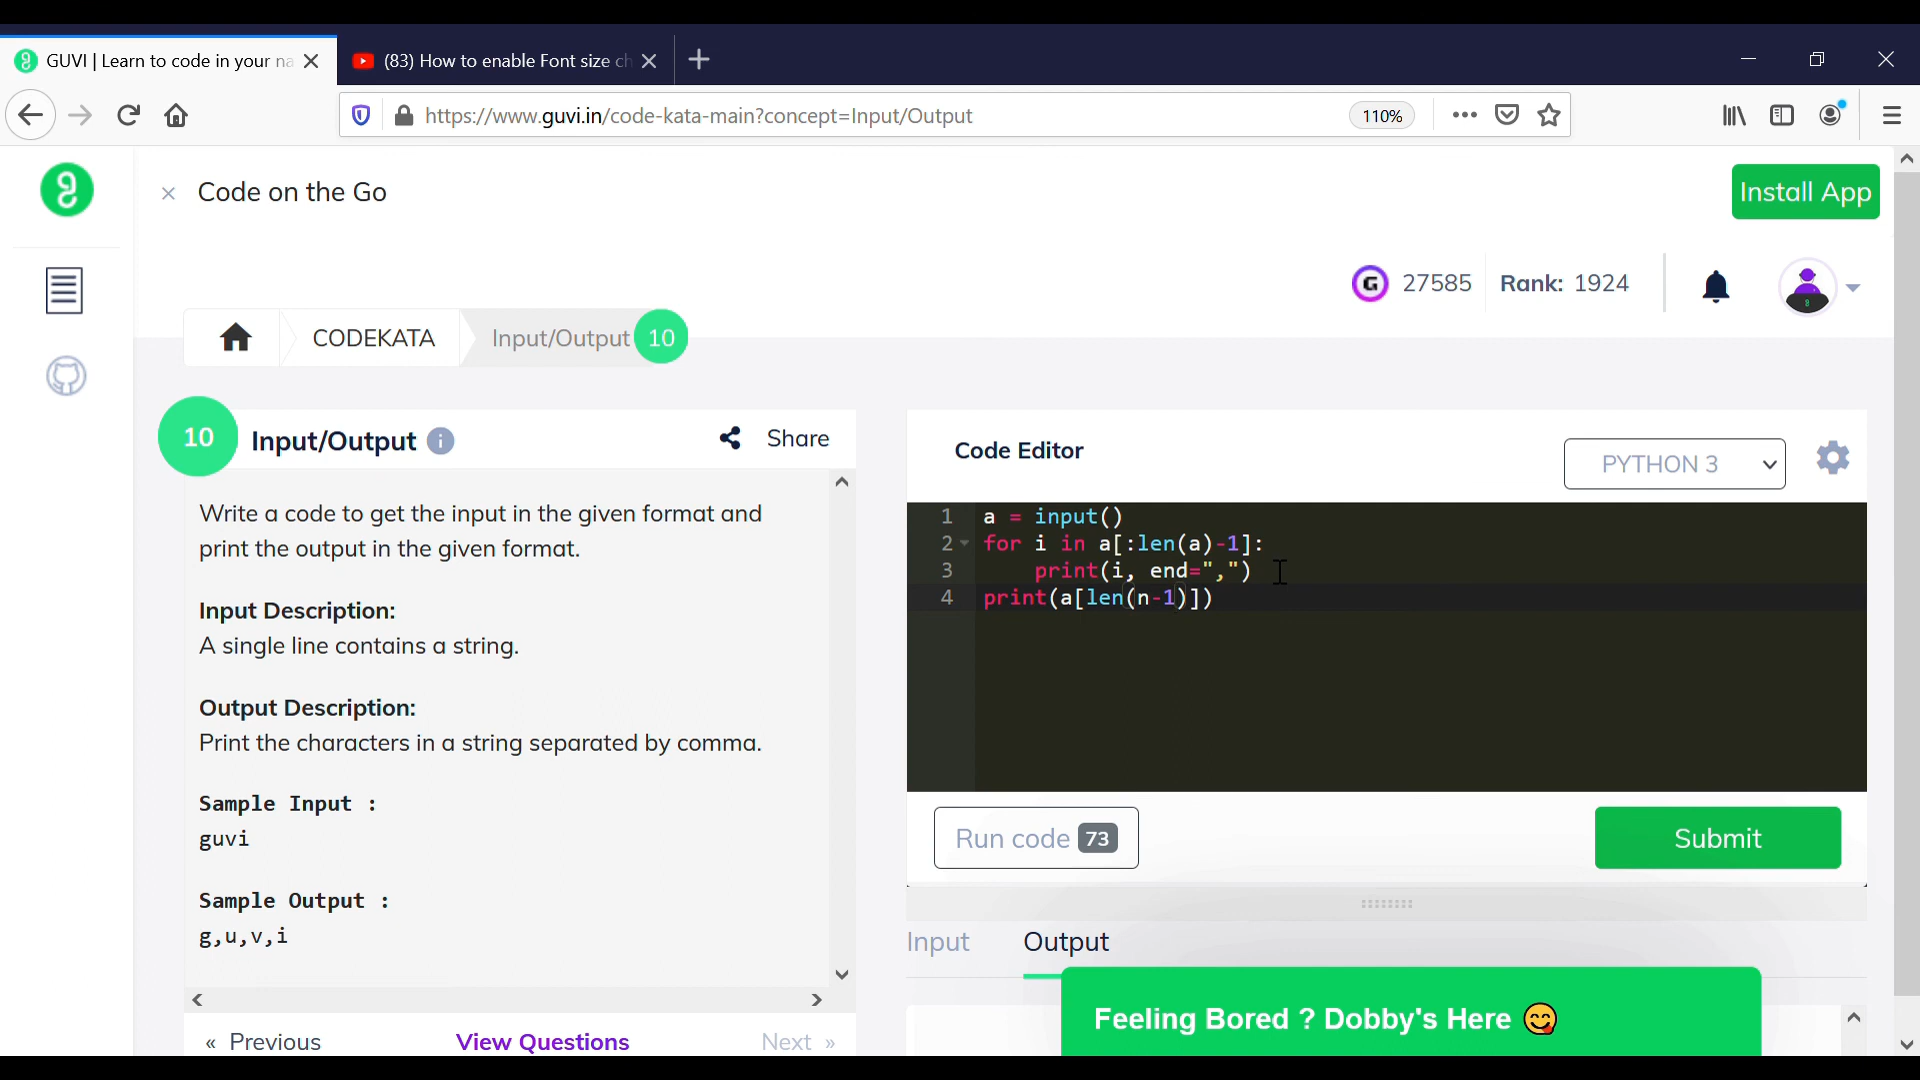 GUVI | Learn to code in your na
(83) How to enable Font size ch
https://www.guvi.in/code-kata-main?concept=Input/Output
110%
Code on the Go
Install App
G 27585 Rank: 1924
CODEKATA Input/Output 10
10 Input/Output i Share
Write a code to get the input in the given format and
print the output in the given format.
Input Description:
A single line contains a string.
Output Description:
Print the characters in a string separated by comma.
Sample Input :
guvi
Sample Output :
g,u,v,i
« Previous View Questions Next »
Code Editor
PYTHON 3
1 a = input()
2 for i in a[:len(a)-1]:
3 print(i, end=",")
4 print(a[len(n-1)])
Run code 73
Submit
Input Output
Feeling Bored ? Dobby's Here 😋